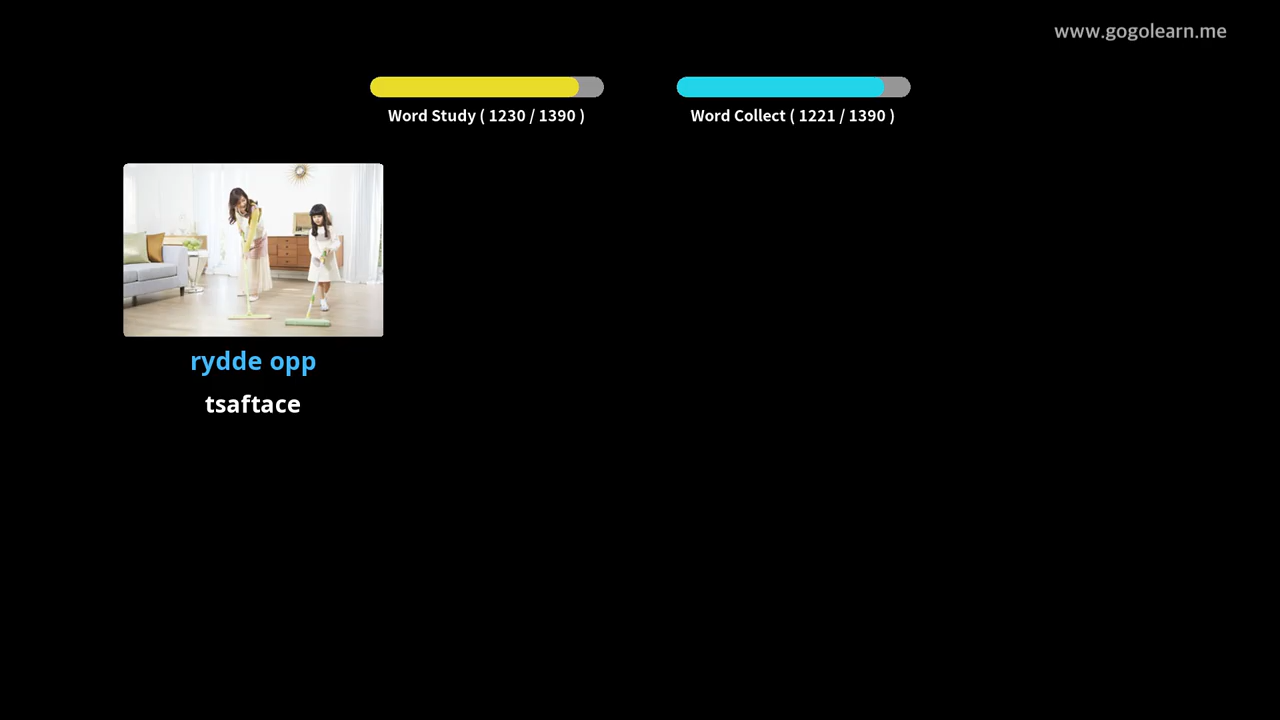 www.gogolearn.me
Word Study ( 1230 / 1390 )
Word Collect ( 1221 / 1390 )
rydde opp
tsaftace